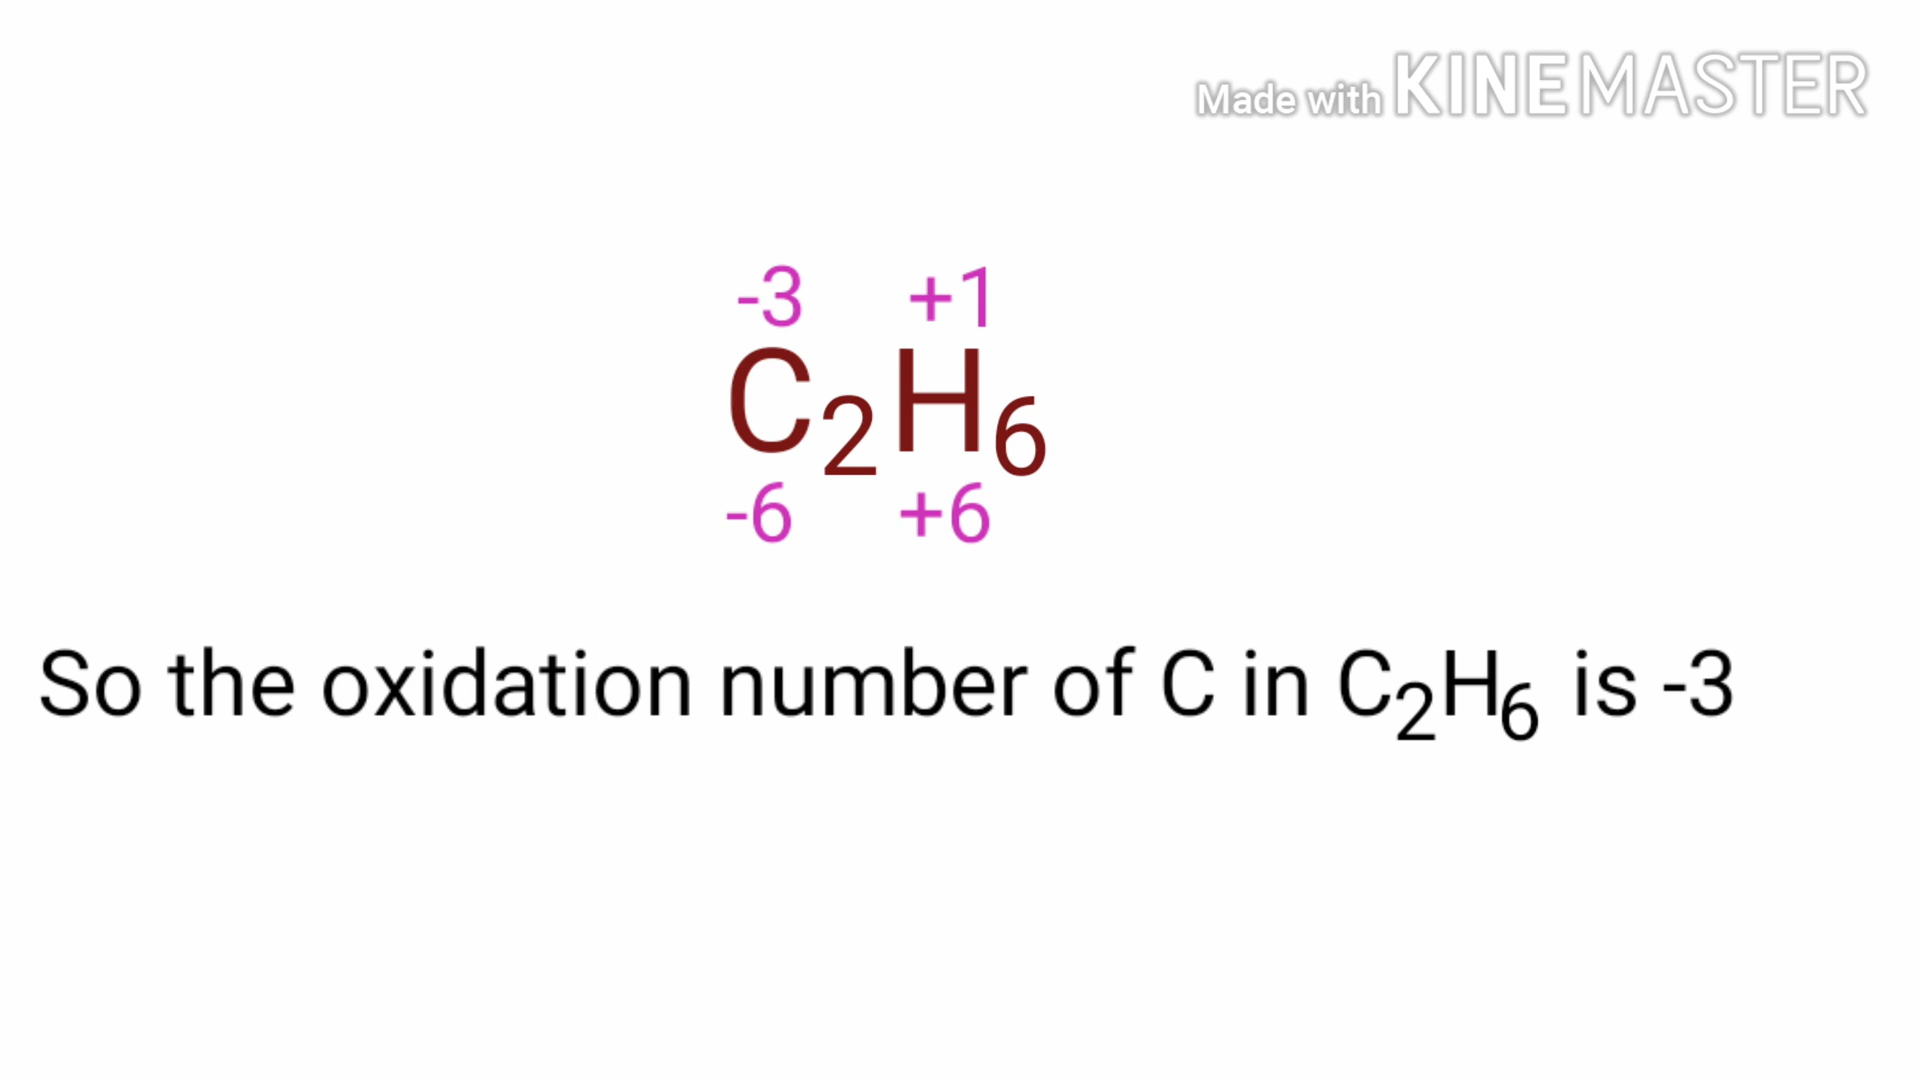 Made with KINEMASTER
-3 +1
C₂H₆
-6 +6
So the oxidation number of C in C₂H₆ is -3